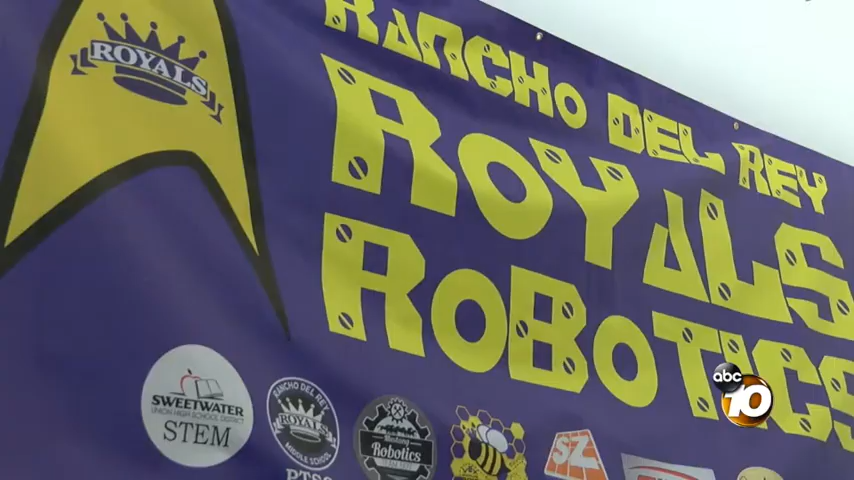 RANCHO DEL REY
ROYALS
ROYALS
ROBOTICS
SWEETWATER
UNION HIGH SCHOOL DISTRICT
STEM
RANCHO DEL REY
ROYALS
MIDDLE SCHOOL
Robotics
SZ
abc
10